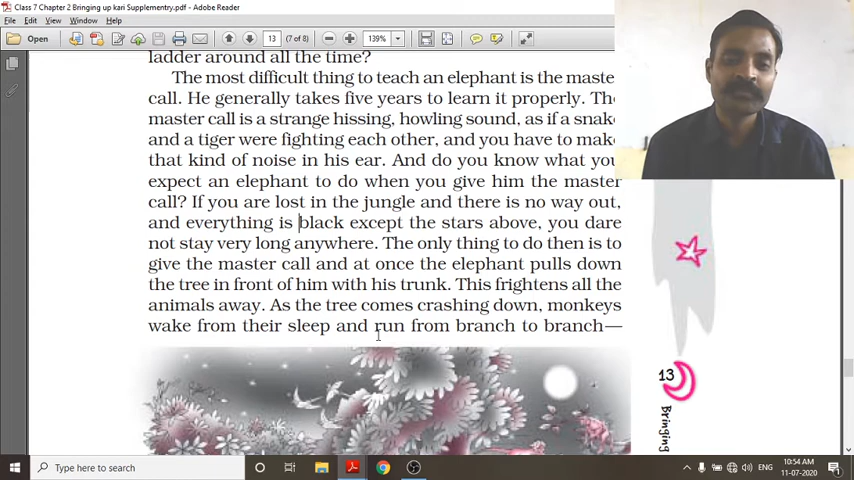 Class 7 Chapter 2 Bringing up kari Supplementry.pdf - Adobe Reader
File Edit View Window Help
Open 13 (7 of 8) 139%
ladder around all the time?
The most difficult thing to teach an elephant is the maste
call. He generally takes five years to learn it properly. The
master call is a strange hissing, howling sound, as if a snak
and a tiger were fighting each other, and you have to mak
that kind of noise in his ear. And do you know what you
expect an elephant to do when you give him the master
call? If you are lost in the jungle and there is no way out,
and everything is black except the stars above, you dare
not stay very long anywhere. The only thing to do then is to
give the master call and at once the elephant pulls down
the tree in front of him with his trunk. This frightens all the
animals away. As the tree comes crashing down, monkeys
wake from their sleep and run from branch to branch—
13
Bringing
Type here to search
ENG
10:54 AM
11-07-2020